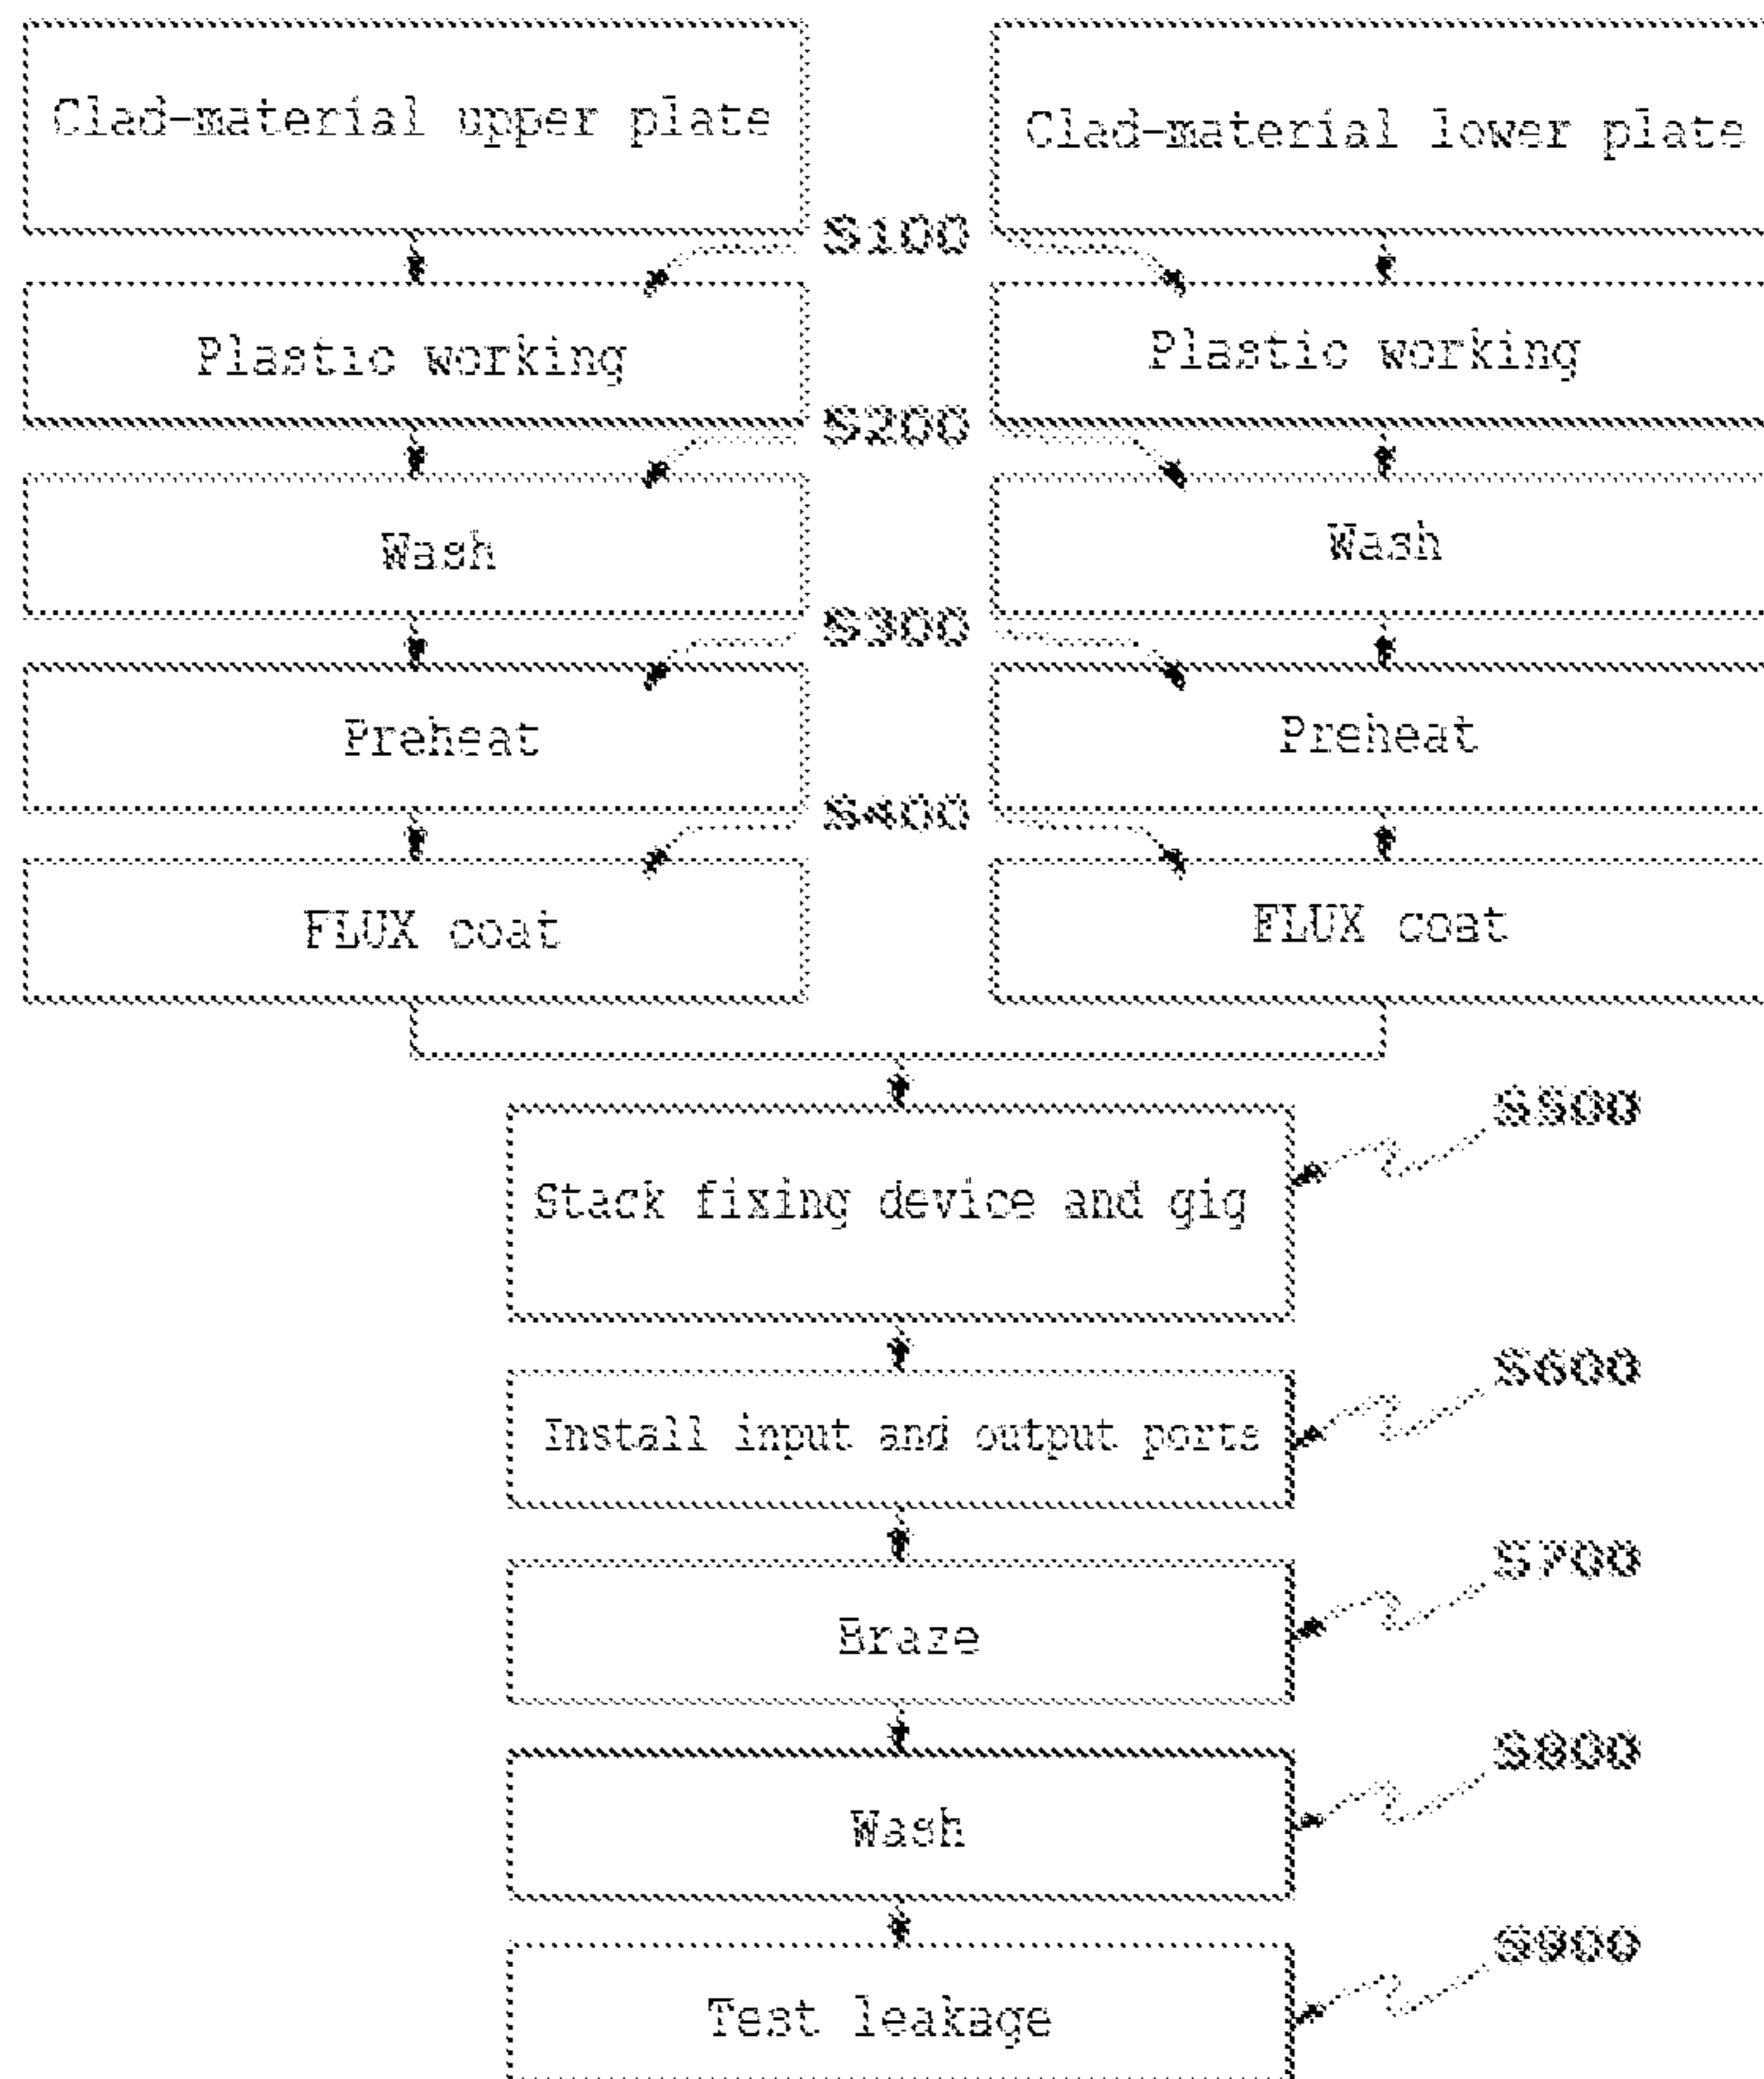 Clad-material upper plate
Clad-material lower plate
S100
Plastic working
Plastic working
S200
Wash
Wash
S300
Preheat
Preheat
S400
FLUX coat
FLUX coat
S500
Stack fixing device and gig
S600
Install input and output ports
S700
Braze
S800
Wash
S900
Test leakage